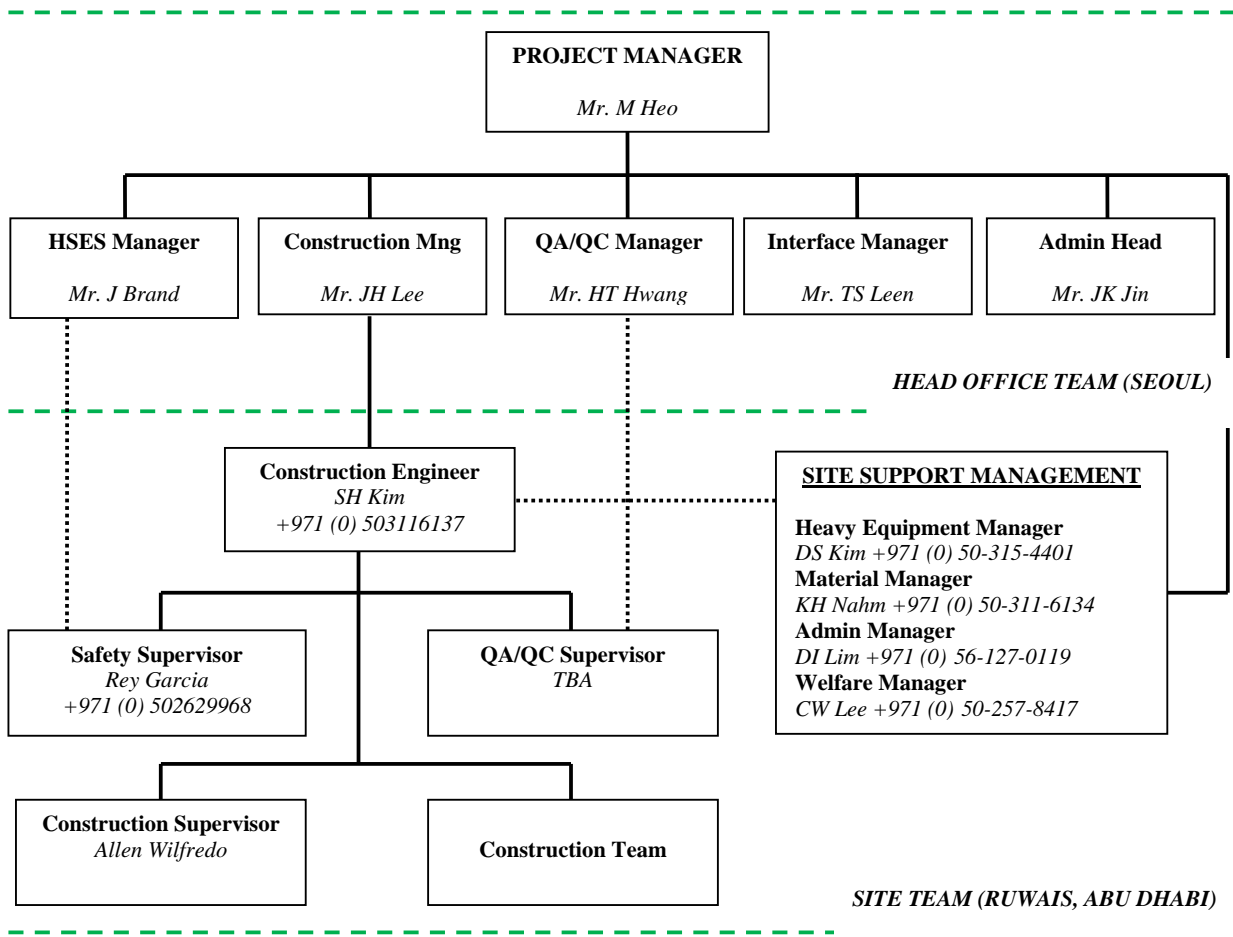 PROJECT MANAGER
Mr. M Heo
HSES Manager
Mr. J Brand
Construction Mng
Mr. JH Lee
QA/QC Manager
Mr. HT Hwang
Interface Manager
Mr. TS Leen
Admin Head
Mr. JK Jin
HEAD OFFICE TEAM (SEOUL)
Construction Engineer
SH Kim
+971 (0) 503116137
SITE SUPPORT MANAGEMENT
Heavy Equipment Manager
DS Kim +971 (0) 50-315-4401
Material Manager
KH Nahm +971 (0) 50-311-6134
Admin Manager
DI Lim +971 (0) 56-127-0119
Welfare Manager
CW Lee +971 (0) 50-257-8417
Safety Supervisor
Rey Garcia
+971 (0) 502629968
QA/QC Supervisor
TBA
Construction Supervisor
Allen Wilfredo
Construction Team
SITE TEAM (RUWAIS, ABU DHABI)